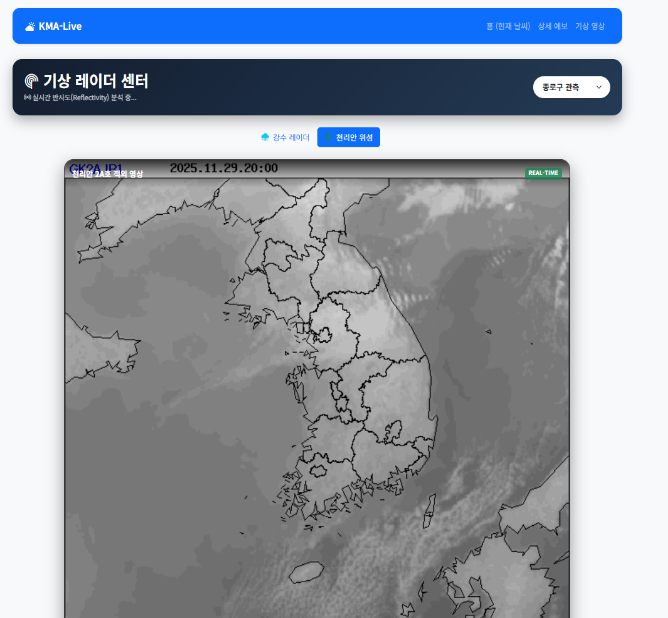 KMA-Live
홈 (현재 날씨) 상세 예보 기상 영상
기상 레이더 센터
실시간 반사도(Reflectivity) 분석 중...
종로구 관측
강수 레이더 천리안 위성
GK2A IR1 2025.11.29.20:00
천리안 2A호 적외 영상
REAL-TIME